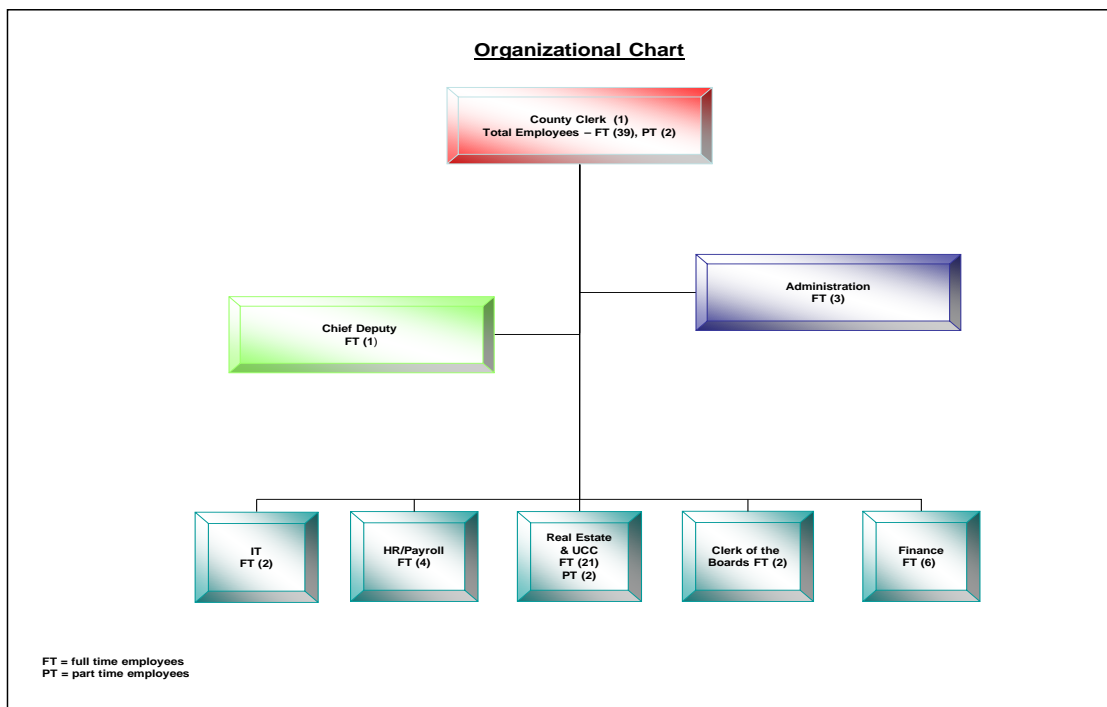 Organizational Chart
County Clerk (1)
Total Employees – FT (39), PT (2)
Administration
FT (3)
Chief Deputy
FT (1)
IT
FT (2)
HR/Payroll
FT (4)
Real Estate
& UCC
FT (21)
PT (2)
Clerk of the
Boards FT (2)
Finance
FT (6)
FT = full time employees
PT = part time employees